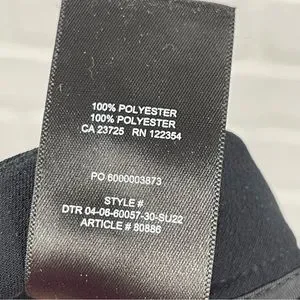 100% POLYESTER
100% POLYESTER
CA 23725 RN 122354
PO 6000003873
STYLE #
DTR 04-06-60057-30-SU22
ARTICLE # 80886